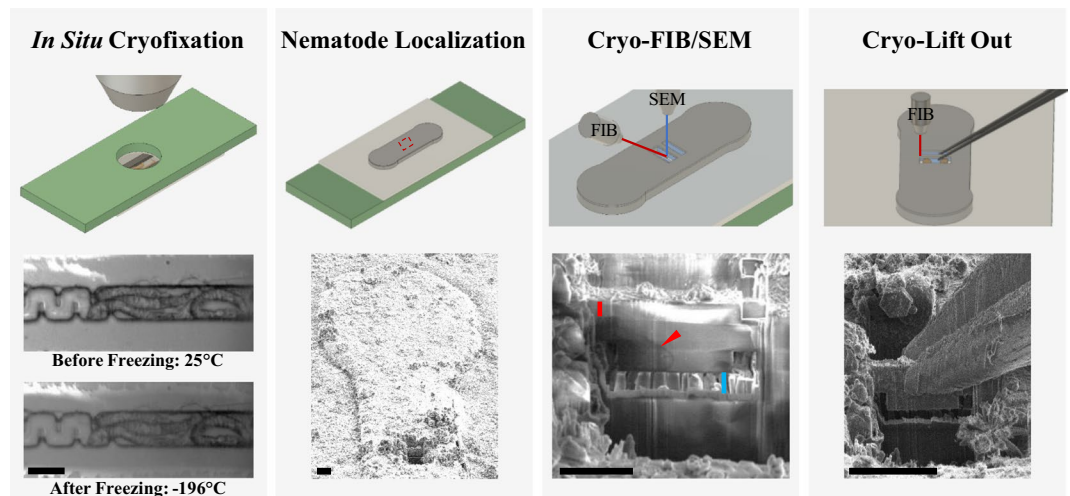 In Situ Cryofixation
Nematode Localization
Cryo-FIB/SEM
Cryo-Lift Out
SEM
FIB
FIB
Before Freezing: 25°C
After Freezing: -196°C